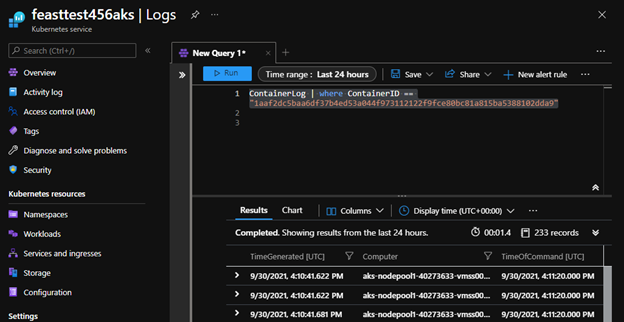 feasttest456aks | Logs
Kubernetes service
Search (Ctrl+/)
Overview
Activity log
Access control (IAM)
Tags
Diagnose and solve problems
Security
Kubernetes resources
Namespaces
Workloads
Services and ingresses
Storage
Configuration
Settings
New Query 1*
Run
Time range : Last 24 hours
Save
Share
New alert rule
1 ContainerLog | where ContainerID ==
"1aaf2dc5baa6df37b4ed53a044f973112122f9fce80bc81a815ba5388102dda9"
2
3
Results Chart Columns Display time (UTC+00:00)
Completed. Showing results from the last 24 hours. 00:01.4 233 records
TimeGenerated [UTC] Computer TimeOfCommand [UTC]
9/30/2021, 4:10:41.622 PM aks-nodepool1-40273633-vmss00... 9/30/2021, 4:11:20.000 PM
9/30/2021, 4:10:41.622 PM aks-nodepool1-40273633-vmss00... 9/30/2021, 4:11:20.000 PM
9/30/2021, 4:10:41.681 PM aks-nodepool1-40273633-vmss00... 9/30/2021, 4:11:20.000 PM